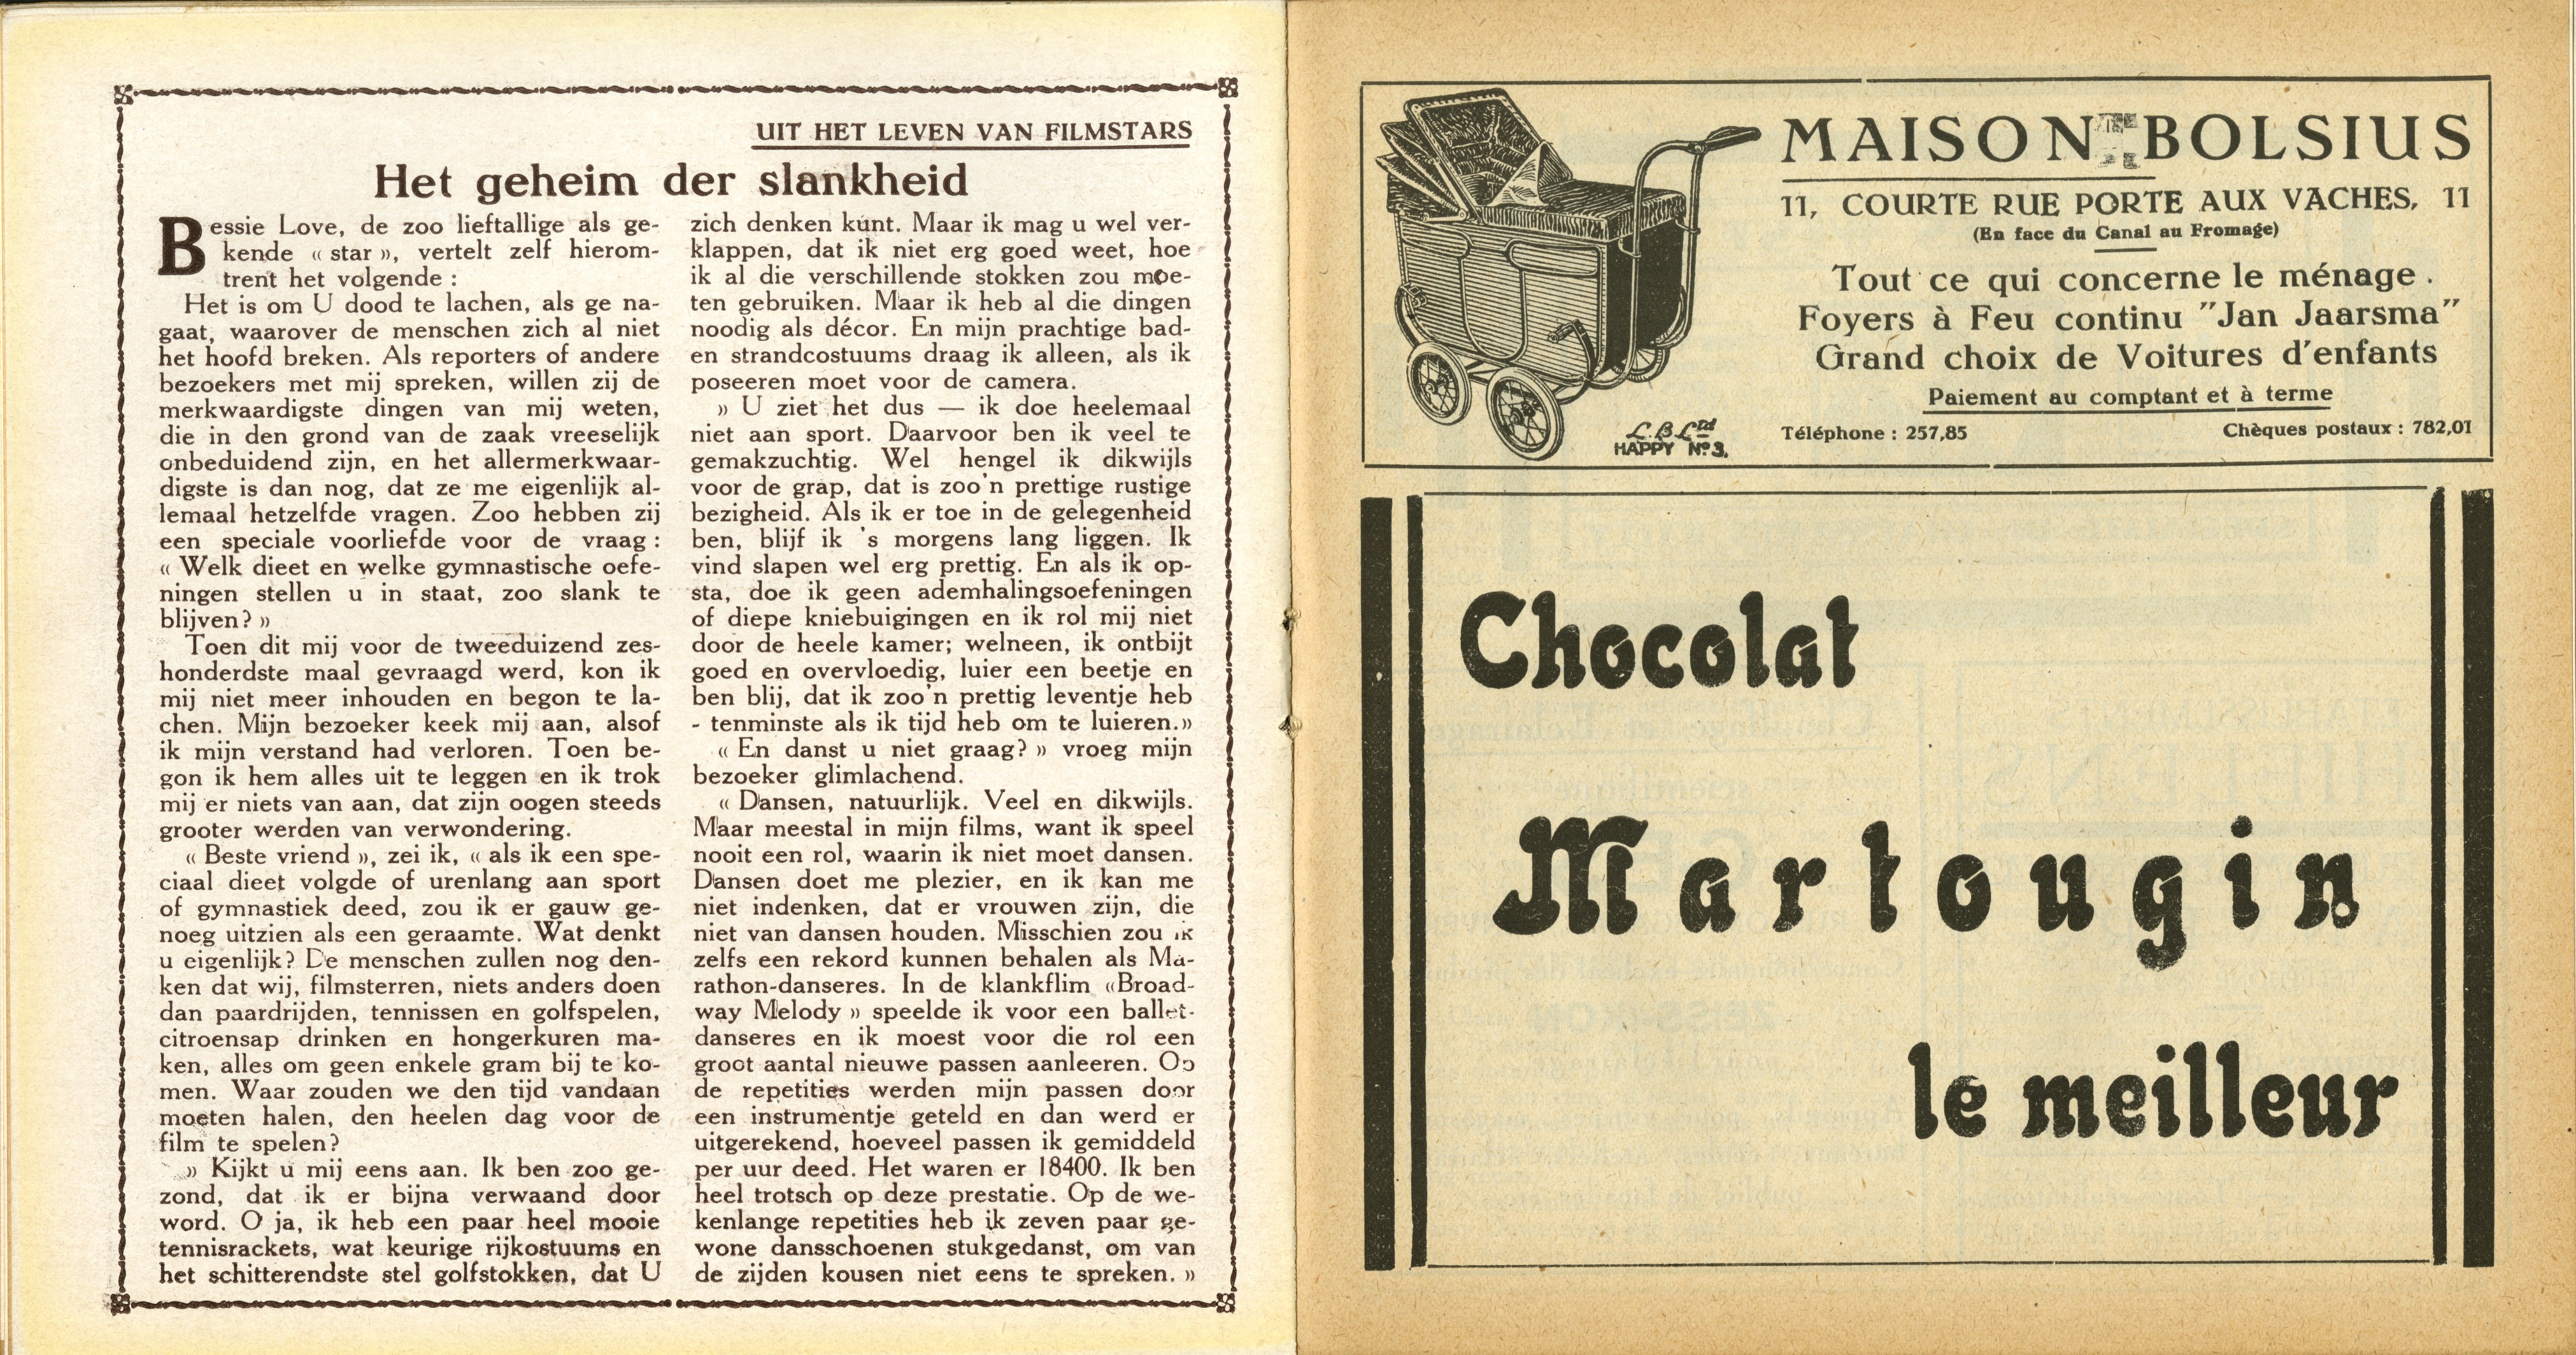 UIT HET LEVEN VAN FILMSTARS
Het geheim der slankheid
Bessie Love, de zoo lieftallige als ge-
kende « star », vertelt zelf hierom-
trent het volgende :
Het is om U dood te lachen, als ge na-
gaat, waarover de menschen zich al niet
het hoofd breken. Als reporters of andere
bezoekers met mij spreken, willen zij de
merkwaardigste dingen van mij weten,
die in den grond van de zaak vreeselijk
onbeduidend zijn, en het allermerkwaar-
digste is dan nog, dat ze me eigenlijk al-
lemaal hetzelfde vragen. Zoo hebben zij
een speciale voorliefde voor de vraag :
« Welk dieet en welke gymnastische oefe-
ningen stellen u in staat, zoo slank te
blijven? »
Toen dit mij voor de tweeduizend zes-
honderdste maal gevraagd werd, kon ik
mij niet meer inhouden en begon te la-
chen. Mijn bezoeker keek mij aan, alsof
ik mijn verstand had verloren. Toen be-
gon ik hem alles uit te leggen en ik trok
mij er niets van aan, dat zijn oogen steeds
grooter werden van verwondering.
« Beste vriend », zei ik, « als ik een spe-
ciaal dieet volgde of urenlang aan sport
of gymnastiek deed, zou ik er gauw ge-
noeg uitzien als een geraamte. Wat denkt
u eigenlijk? De menschen zullen nog den-
ken dat wij, filmsterren, niets anders doen
dan paardrijden, tennissen en golfspelen,
citroensap drinken en hongerkuren ma-
ken, alles om geen enkele gram bij te ko-
men. Waar zouden we den tijd vandaan
moeten halen, den heelen dag voor de
film te spelen?
» Kijkt u mij eens aan. Ik ben zoo ge-
zond, dat ik er bijna verwaand door
word. O ja, ik heb een paar heel mooie
tennisrackets, wat keurige rijkostuums en
het schitterendste stel golfstokken, dat U
zich denken kunt. Maar ik mag u wel ver-
klappen, dat ik niet erg goed weet, hoe
ik al die verschillende stokken zou moe-
ten gebruiken. Maar ik heb al die dingen
noodig als décor. En mijn prachtige bad-
en strandcostuums draag ik alleen, als ik
poseeren moet voor de camera.
» U ziet het dus — ik doe heelemaal
niet aan sport. Daarvoor ben ik veel te
gemakzuchtig. Wel hengel ik dikwijls
voor de grap, dat is zoo'n prettige rustige
bezigheid. Als ik er toe in de gelegenheid
ben, blijf ik 's morgens lang liggen. Ik
vind slapen wel erg prettig. En als ik op-
sta, doe ik geen ademhalingsoefeningen
of diepe kniebuigingen en ik rol mij niet
door de heele kamer; welneen, ik ontbijt
goed en overvloedig, luier een beetje en
ben blij, dat ik zoo'n prettig leventje heb
- tenminste als ik tijd heb om te luieren.»
« En danst u niet graag? » vroeg mijn
bezoeker glimlachend.
« Dansen, natuurlijk. Veel en dikwijls.
Maar meestal in mijn films, want ik speel
nooit een rol, waarin ik niet moet dansen.
Dansen doet me plezier, en ik kan me
niet indenken, dat er vrouwen zijn, die
niet van dansen houden. Misschien zou ik
zelfs een rekord kunnen behalen als Ma-
rathon-danseres. In de klankflim «Broad-
way Melody » speelde ik voor een ballet-
danseres en ik moest voor die rol een
groot aantal nieuwe passen aanleeren. Op
de repetities werden mijn passen door
een instrumentje geteld en dan werd er
uitgerekend, hoeveel passen ik gemiddeld
per uur deed. Het waren er 18400. Ik ben
heel trotsch op deze prestatie. Op de we-
kenlange repetities heb ik zeven paar ge-
wone dansschoenen stukgedanst, om van
de zijden kousen niet eens te spreken. »
MAISON BOLSIUS
11, COURTE RUE PORTE AUX VACHES, 11
(En face du Canal au Fromage)
Tout ce qui concerne le ménage .
Foyers à Feu continu "Jan Jaarsma"
Grand choix de Voitures d'enfants
Paiement au comptant et à terme
Téléphone : 257,85
Chèques postaux : 782,01
L.B Ltd
HAPPY No 3.
Chocolat
Martougin
le meilleur